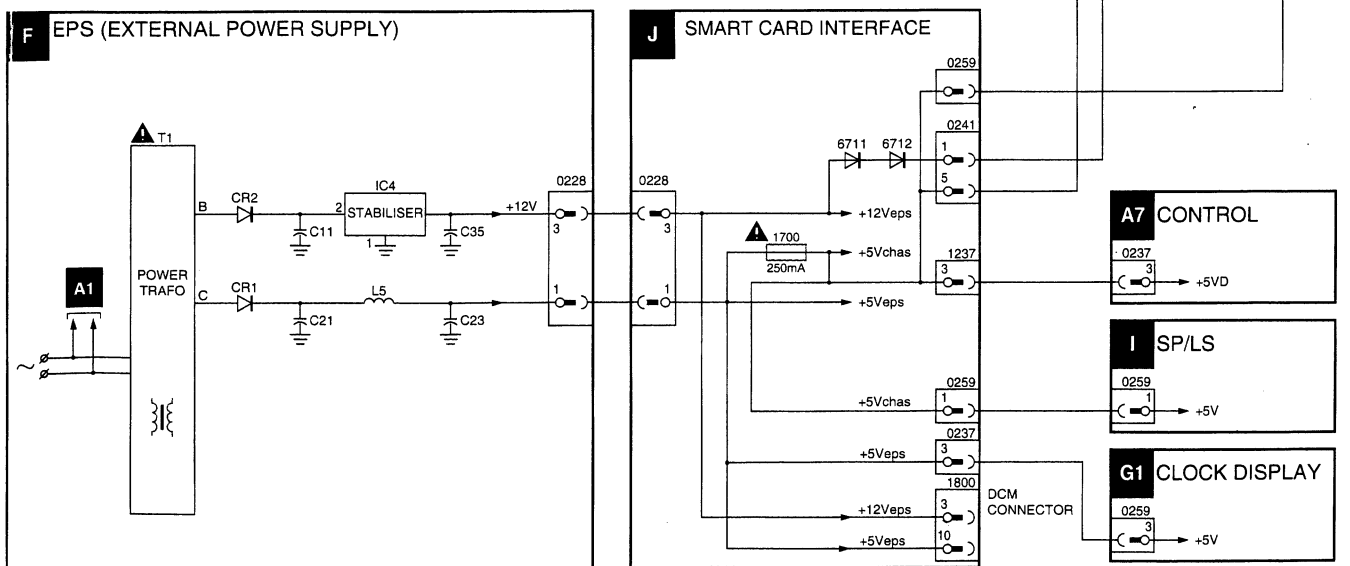 F EPS (EXTERNAL POWER SUPPLY)
T1
POWER
TRAFO
A1
~
B
CR2
C11
2
IC4
STABILISER
1
C35
+12V
0228
3
C
CR1
C21
L5
C23
1
J SMART CARD INTERFACE
0228
3
1
0259
0241
6711
6712
1
5
+12Veps
1700
250mA
+5Vchas
1237
3
+5Veps
0259
+5Vchas
1
0237
+5Veps
3
1800
+12Veps
3
+5Veps
10
DCM
CONNECTOR
A7 CONTROL
0237
3
+5VD
I SP/LS
0259
1
+5V
G1 CLOCK DISPLAY
0259
3
+5V